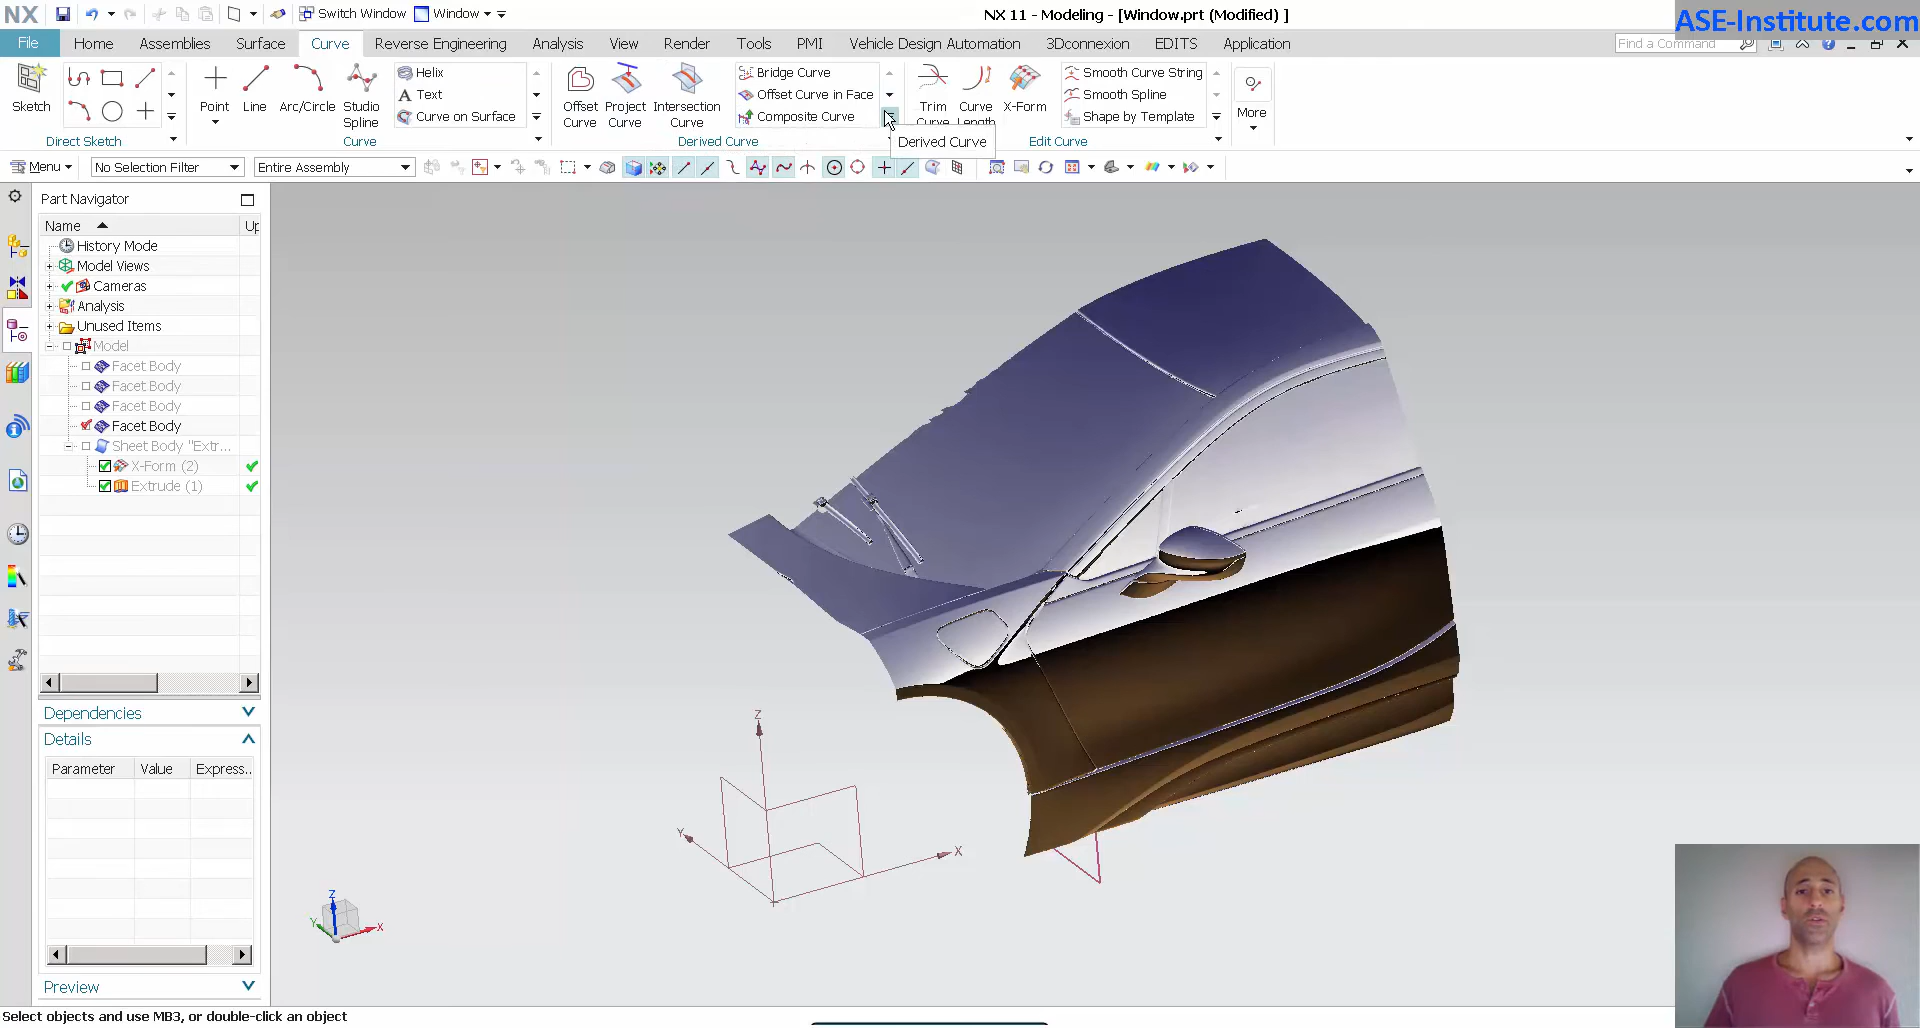 NX
Switch Window
Window
NX 11 - Modeling - [Window.prt (Modified) ]
ASE-Institute.com
File
Home
Assemblies
Surface
Curve
Reverse Engineering
Analysis
View
Render
Tools
PMI
Vehicle Design Automation
3Dconnexion
EDITS
Application
Find a Command
Sketch
Point
Line
Arc/Circle
Studio
Spline
Helix
Text
Curve on Surface
Offset
Curve
Project
Curve
Intersection
Curve
Bridge Curve
Offset Curve in Face
Composite Curve
Trim
Curve
Curve
Length
X-Form
Smooth Curve String
Smooth Spline
Shape by Template
More
Direct Sketch
Curve
Derived Curve
Derived Curve
Edit Curve
Menu
No Selection Filter
Entire Assembly
Part Navigator
Name
Up
History Mode
Model Views
Cameras
Analysis
Unused Items
Model
Facet Body
Facet Body
Facet Body
Facet Body
Sheet Body "Extr...
X-Form (2)
Extrude (1)
Dependencies
Details
Parameter
Value
Express..
Preview
Z
Y
X
Z
Y
X
Select objects and use MB3, or double-click an object